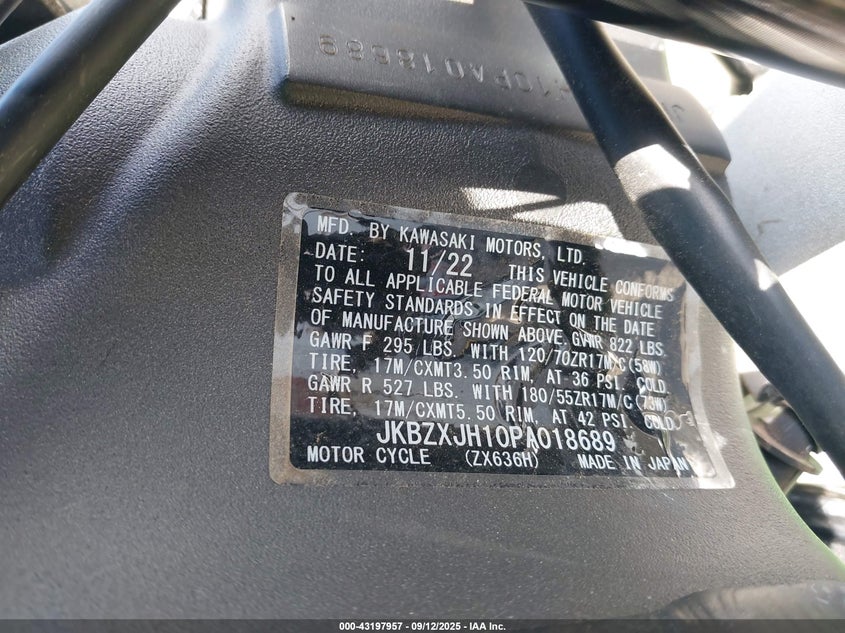 10PA018689
MFD. BY KAWASAKI MOTORS, LTD.
DATE: 11/22 THIS VEHICLE CONFORMS
TO ALL APPLICABLE FEDERAL MOTOR VEHICLE
SAFETY STANDARDS IN EFFECT ON THE DATE
OF MANUFACTURE SHOWN ABOVE. GVWR 822 LBS.
GAWR F 295 LBS. WITH 120/70ZR17M/C(58W)
TIRE, 17M/CXMT3.50 RIM, AT 36 PSI. COLD.
GAWR R 527 LBS. WITH 180/55ZR17M/C(73W)
TIRE, 17M/CXMT5.50 RIM, AT 42 PSI. COLD.
JKBZXJH10PA018689
MOTOR CYCLE (ZX636H) MADE IN JAPAN
000-43197957 - 09/12/2025 - IAA Inc.